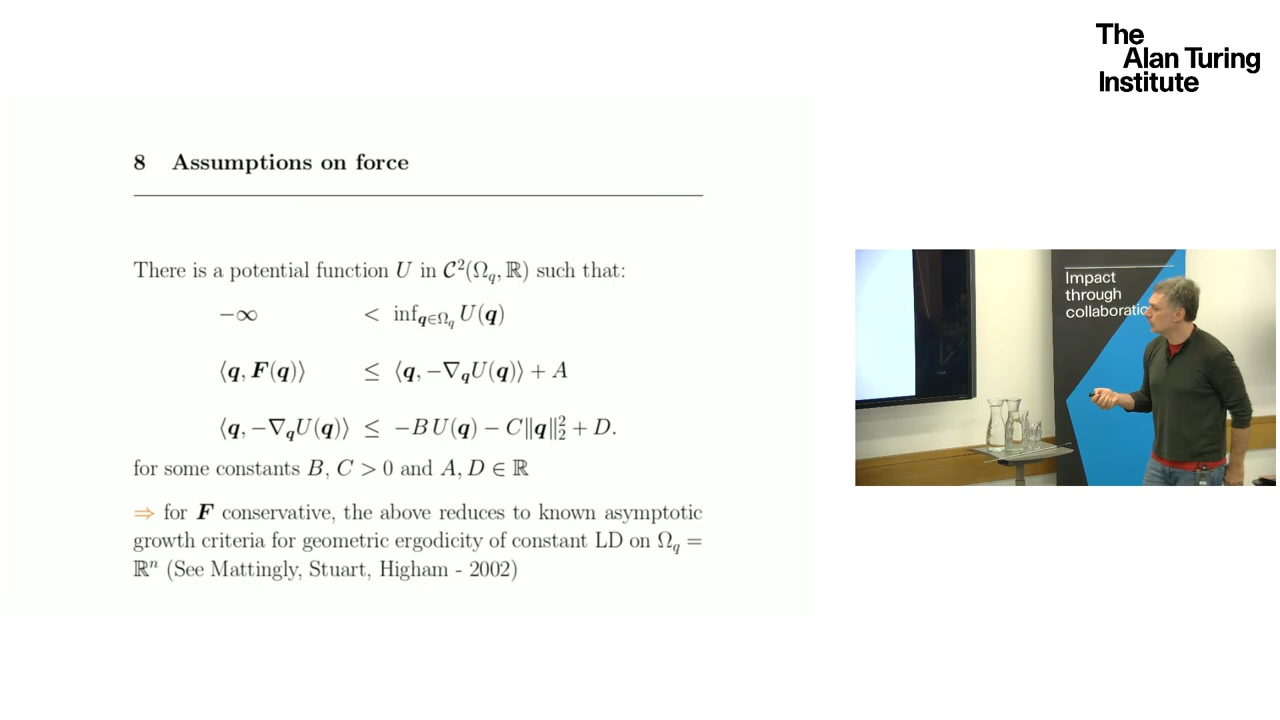 The
Alan Turing
Institute
8 Assumptions on force
There is a potential function U in 𝒞²(Ω_q, ℝ) such that:
−∞ < inf_{q∈Ω_q} U(q)
⟨q, F(q)⟩ ≤ ⟨q, −∇_q U(q)⟩ + A
⟨q, −∇_q U(q)⟩ ≤ −B U(q) − C‖q‖₂² + D.
for some constants B, C > 0 and A, D ∈ ℝ
⇒ for F conservative, the above reduces to known asymptotic
growth criteria for geometric ergodicity of constant LD on Ω_q =
ℝⁿ (See Mattingly, Stuart, Higham - 2002)
Impact
through
collaboratio